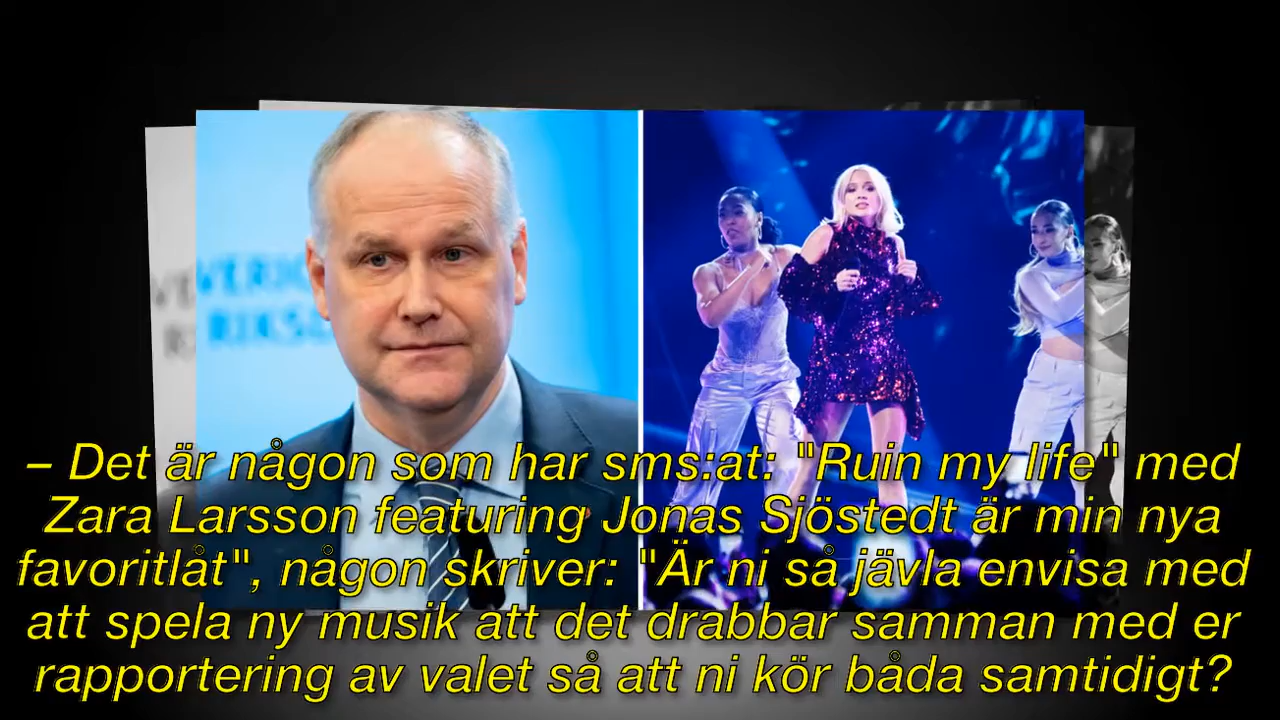 VERIG
RIKSD
– Det är någon som har sms:at: "Ruin my life" med
Zara Larsson featuring Jonas Sjöstedt är min nya
favoritlåt", någon skriver: "Är ni så jävla envisa med
att spela ny musik att det drabbar samman med er
rapportering av valet så att ni kör båda samtidigt?